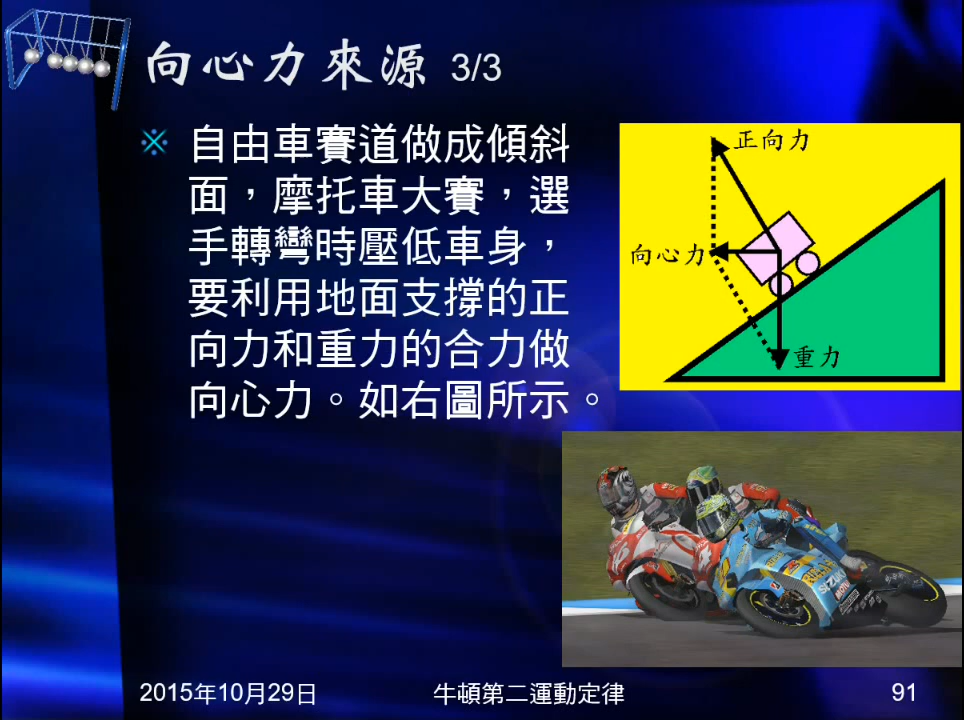 向心力來源 3/3
※ 自由車賽道做成傾斜
面，摩托車大賽，選
手轉彎時壓低車身，
要利用地面支撐的正
向力和重力的合力做
向心力。如右圖所示。
正向力
向心力
重力
SUZUKI
2015年10月29日
牛頓第二運動定律
91